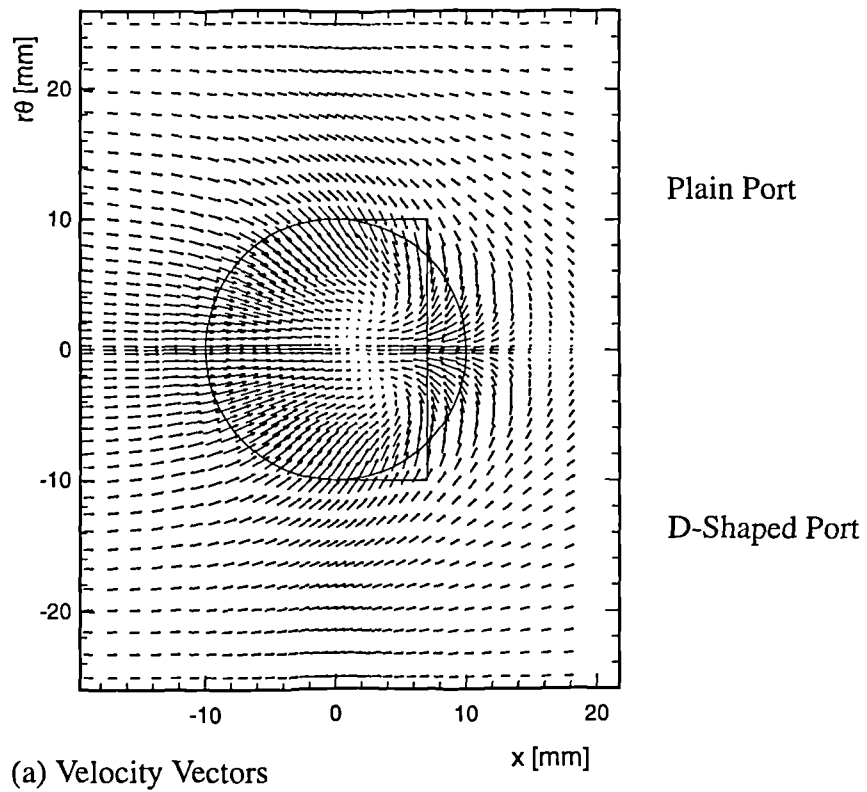 rθ [mm]
20
10
0
-10
-20
-10
0
10
20
x [mm]
Plain Port
D-Shaped Port
(a) Velocity Vectors